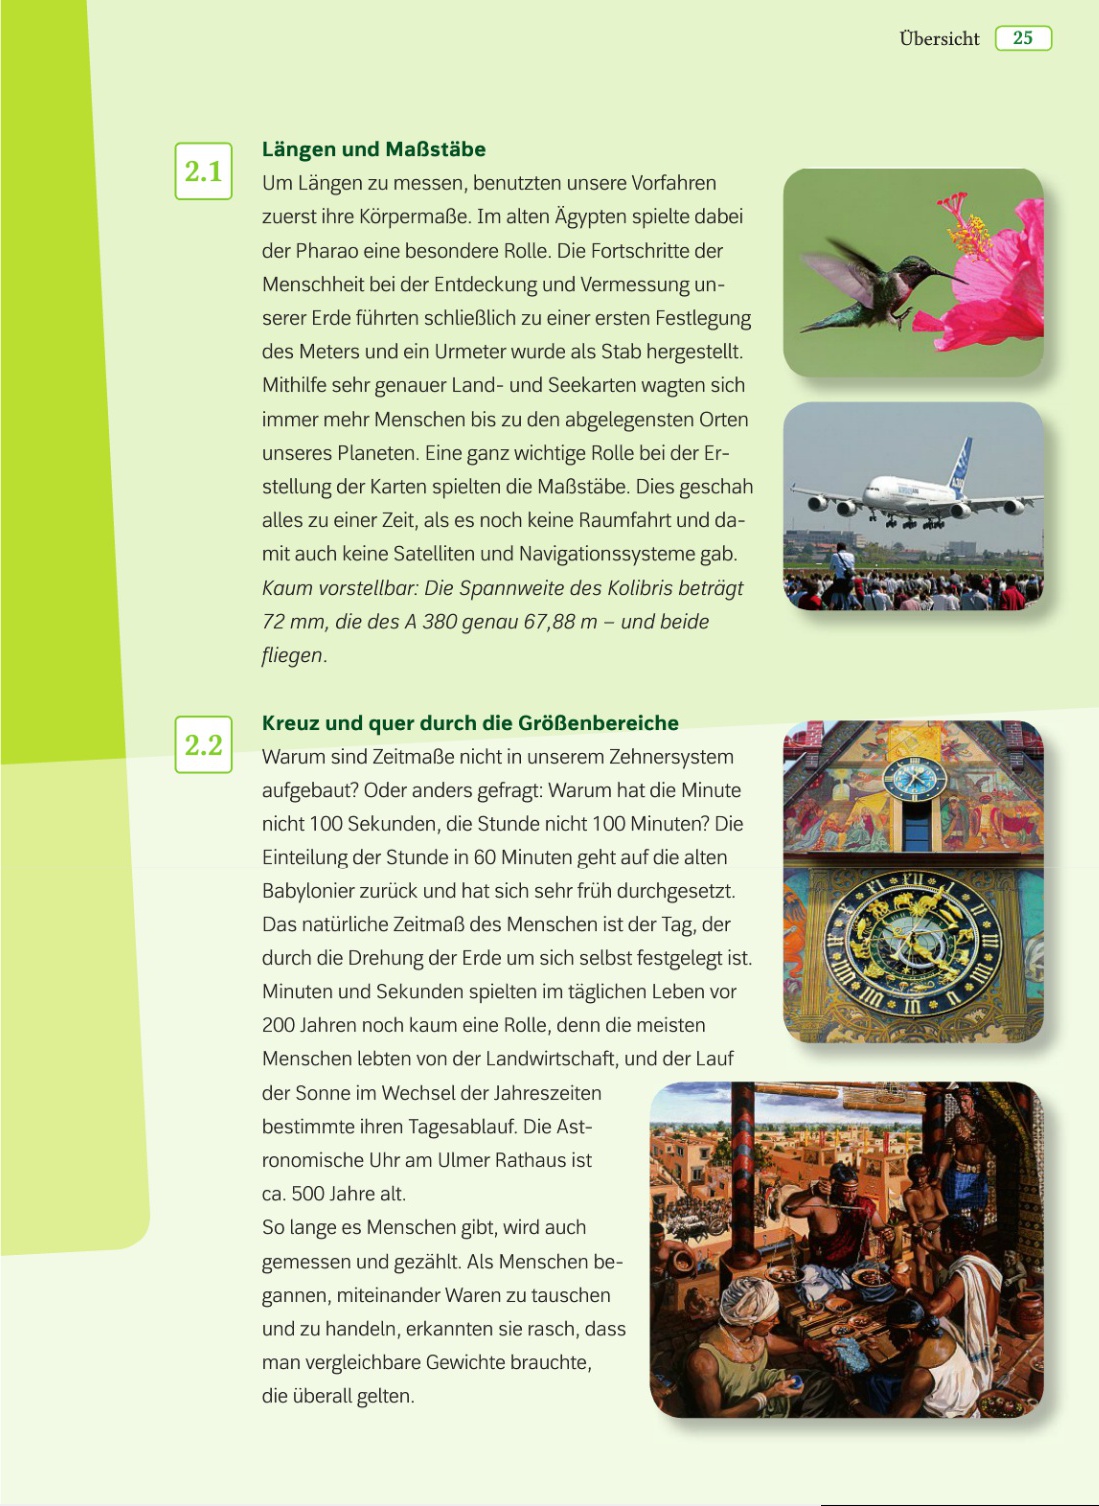 Übersicht 25
2.1
Längen und Maßstäbe
Um Längen zu messen, benutzten unsere Vorfahren
zuerst ihre Körpermaße. Im alten Ägypten spielte dabei
der Pharao eine besondere Rolle. Die Fortschritte der
Menschheit bei der Entdeckung und Vermessung un-
serer Erde führten schließlich zu einer ersten Festlegung
des Meters und ein Urmeter wurde als Stab hergestellt.
Mithilfe sehr genauer Land- und Seekarten wagten sich
immer mehr Menschen bis zu den abgelegensten Orten
unseres Planeten. Eine ganz wichtige Rolle bei der Er-
stellung der Karten spielten die Maßstäbe. Dies geschah
alles zu einer Zeit, als es noch keine Raumfahrt und da-
mit auch keine Satelliten und Navigationssysteme gab.
Kaum vorstellbar: Die Spannweite des Kolibris beträgt
72 mm, die des A 380 genau 67,88 m – und beide
fliegen.
2.2
Kreuz und quer durch die Größenbereiche
Warum sind Zeitmaße nicht in unserem Zehnersystem
aufgebaut? Oder anders gefragt: Warum hat die Minute
nicht 100 Sekunden, die Stunde nicht 100 Minuten? Die
Einteilung der Stunde in 60 Minuten geht auf die alten
Babylonier zurück und hat sich sehr früh durchgesetzt.
Das natürliche Zeitmaß des Menschen ist der Tag, der
durch die Drehung der Erde um sich selbst festgelegt ist.
Minuten und Sekunden spielten im täglichen Leben vor
200 Jahren noch kaum eine Rolle, denn die meisten
Menschen lebten von der Landwirtschaft, und der Lauf
der Sonne im Wechsel der Jahreszeiten
bestimmte ihren Tagesablauf. Die Ast-
ronomische Uhr am Ulmer Rathaus ist
ca. 500 Jahre alt.
So lange es Menschen gibt, wird auch
gemessen und gezählt. Als Menschen be-
gannen, miteinander Waren zu tauschen
und zu handeln, erkannten sie rasch, dass
man vergleichbare Gewichte brauchte,
die überall gelten.